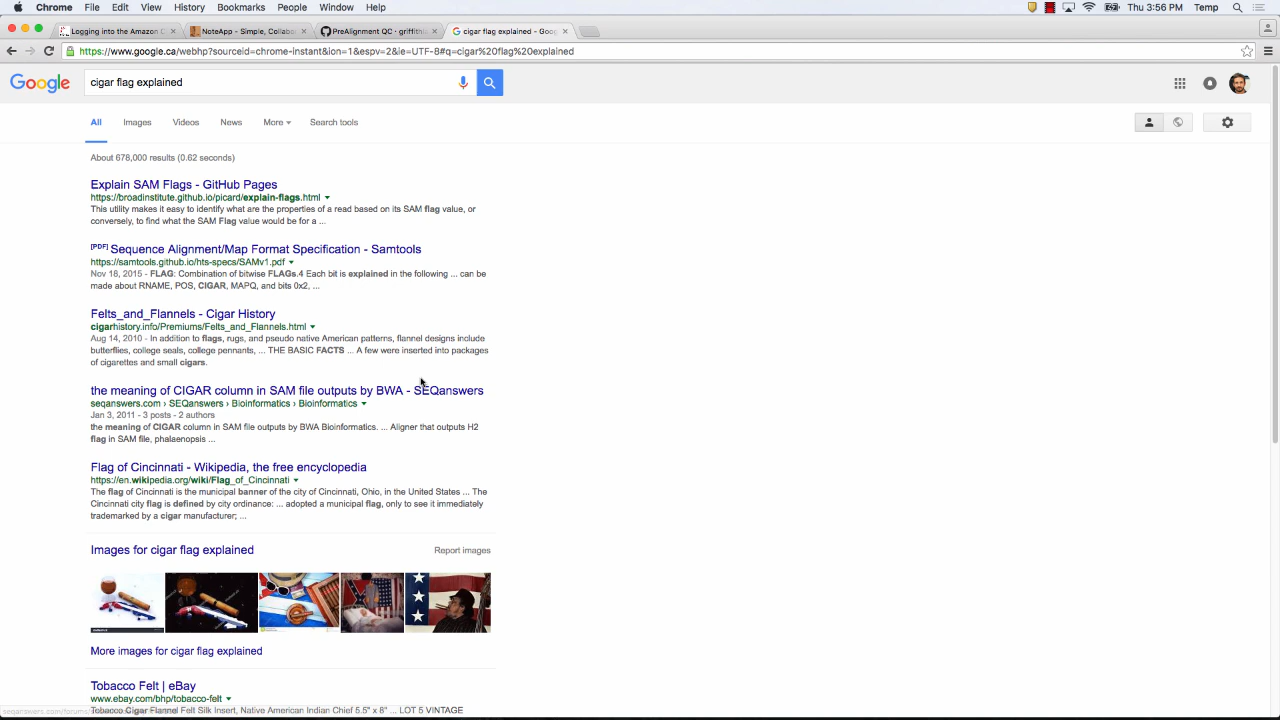 Chrome File Edit View History Bookmarks People Window Help Thu 3:56 PM Temp
Logging into the Amazon C NoteApp - Simple, Collabo PreAlignment QC · griffithla cigar flag explained - Goog
https://www.google.ca/webhp?sourceid=chrome-instant&ion=1&espv=2&ie=UTF-8#q=cigar%20flag%20explained
Google cigar flag explained
All Images Videos News More Search tools
About 678,000 results (0.62 seconds)
Explain SAM Flags - GitHub Pages
https://broadinstitute.github.io/picard/explain-flags.html
This utility makes it easy to identify what are the properties of a read based on its SAM flag value, or
conversely, to find what the SAM Flag value would be for a ...
[PDF] Sequence Alignment/Map Format Specification - Samtools
https://samtools.github.io/hts-specs/SAMv1.pdf
Nov 18, 2015 - FLAG: Combination of bitwise FLAGs.4 Each bit is explained in the following ... can be
made about RNAME, POS, CIGAR, MAPQ, and bits 0x2, ...
Felts_and_Flannels - Cigar History
cigarhistory.info/Premiums/Felts_and_Flannels.html
Aug 14, 2010 - In addition to flags, rugs, and pseudo native American patterns, flannel designs include
butterflies, college seals, college pennants, ... THE BASIC FACTS ... A few were inserted into packages
of cigarettes and small cigars.
the meaning of CIGAR column in SAM file outputs by BWA - SEQanswers
seqanswers.com › SEQanswers › Bioinformatics › Bioinformatics
Jan 3, 2011 - 3 posts - 2 authors
the meaning of CIGAR column in SAM file outputs by BWA Bioinformatics. ... Aligner that outputs H2
flag in SAM file, phalaenopsis ...
Flag of Cincinnati - Wikipedia, the free encyclopedia
https://en.wikipedia.org/wiki/Flag_of_Cincinnati
The flag of Cincinnati is the municipal banner of the city of Cincinnati, Ohio, in the United States ... The
Cincinnati city flag is defined by city ordinance: ... adopted a municipal flag, only to see it immediately
trademarked by a cigar manufacturer; ...
Images for cigar flag explained Report images
More images for cigar flag explained
Tobacco Felt | eBay
www.ebay.com/bhp/tobacco-felt
Tobacco Cigar Flannel Felt Silk Insert, Native American Indian Chief 5.5" x 8" ... LOT 5 VINTAGE